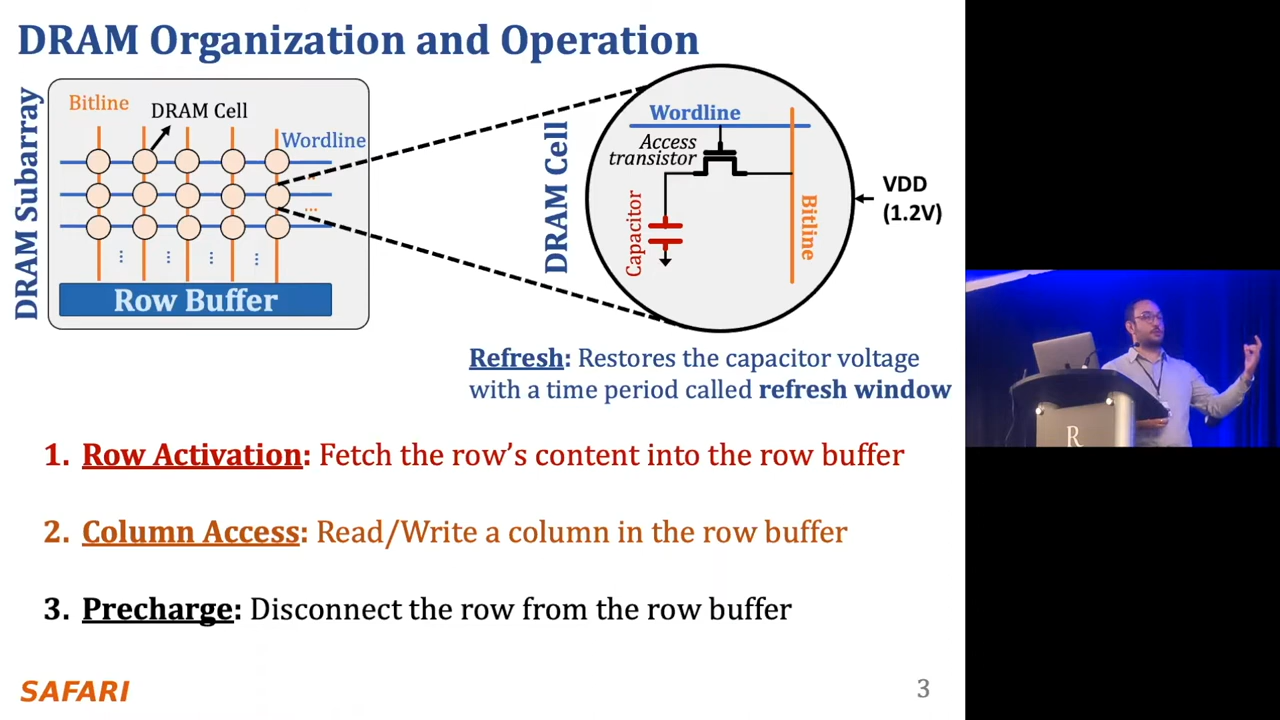 DRAM Organization and Operation
DRAM Subarray
Bitline
DRAM Cell
Wordline
...
...
Row Buffer
DRAM Cell
Wordline
Access
transistor
Capacitor
Bitline
VDD
(1.2V)
Refresh: Restores the capacitor voltage
with a time period called refresh window
1. Row Activation: Fetch the row's content into the row buffer
2. Column Access: Read/Write a column in the row buffer
3. Precharge: Disconnect the row from the row buffer
SAFARI
3
R